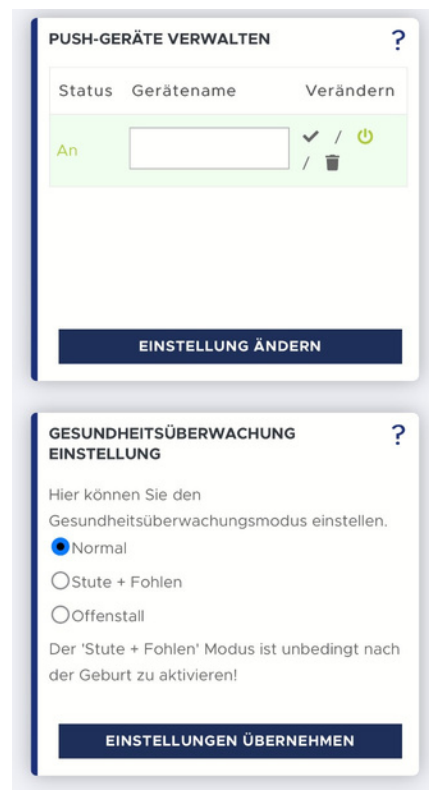 PUSH-GERÄTE VERWALTEN ?
Status Gerätename Verändern
An / /
EINSTELLUNG ÄNDERN
GESUNDHEITSÜBERWACHUNG ?
EINSTELLUNG
Hier können Sie den
Gesundheitsüberwachungsmodus einstellen.
Normal
Stute + Fohlen
Offenstall
Der 'Stute + Fohlen' Modus ist unbedingt nach
der Geburt zu aktivieren!
EINSTELLUNGEN ÜBERNEHMEN